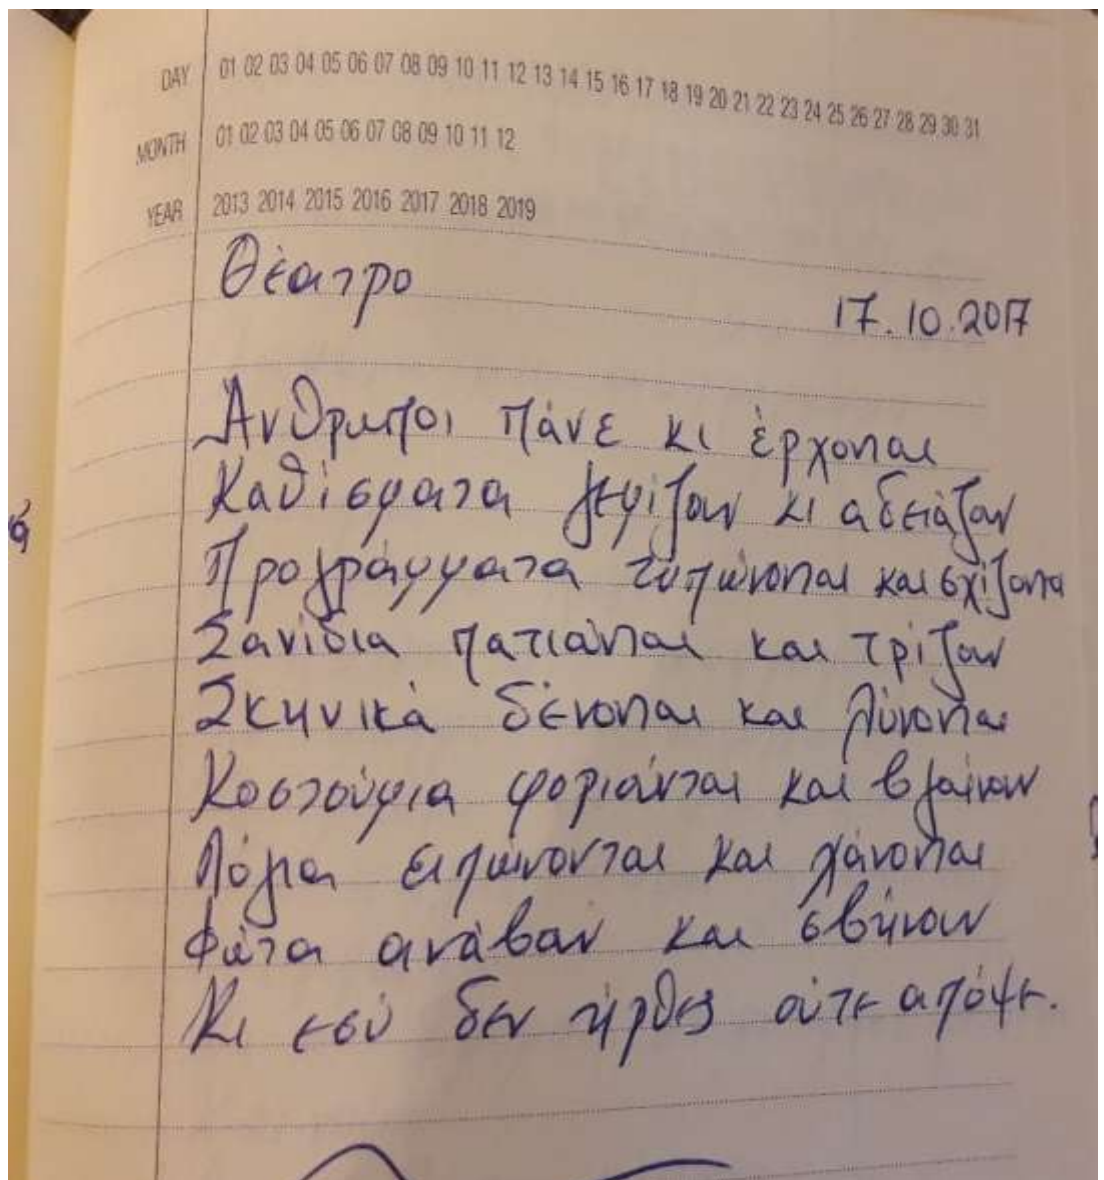 DAY 01 02 03 04 05 06 07 08 09 10 11 12 13 14 15 16 17 18 19 20 21 22 23 24 25 26 27 28 29 30 31
MONTH 01 02 03 04 05 06 07 08 09 10 11 12
YEAR 2013 2014 2015 2016 2017 2018 2019
Θέατρο
17.10.2017
Άνθρωποι πάνε κι έρχονται
Καθίσματα γεμίζουν κι αδειάζουν
Προγράμματα τυπώνονται και σχίζονται
Σανίδια πατιούνται και τρίζουν
Σκηνικά δένονται και λύνονται
Κοστούμια φοριούνται και βγαίνουν
Λόγια ειπώνονται και χάνονται
Φώτα ανάβουν και σβήνουν
Κι εσύ δεν ήρθες ούτε απόψε.